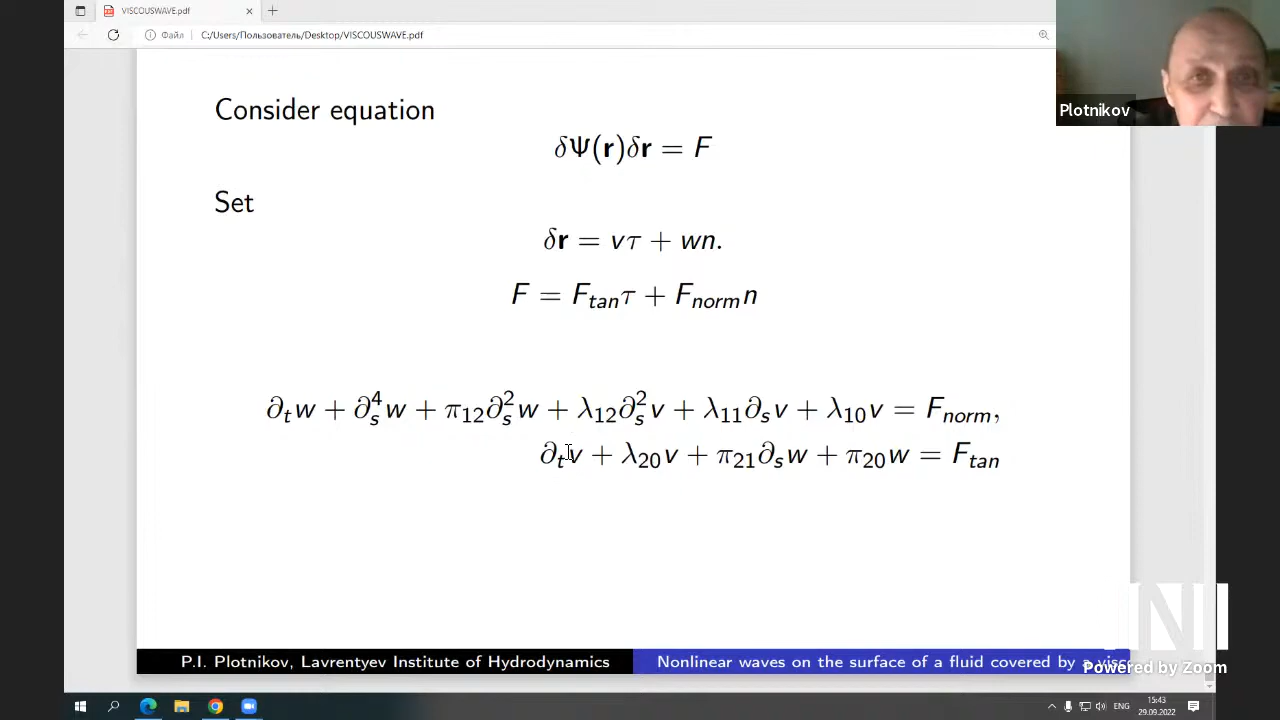 VISCOUSWAVE.pdf
Файл C:/Users/Пользователь/Desktop/VISCOUSWAVE.pdf
Plotnikov
Consider equation
δΨ(r)δr = F
Set
δr = vτ + wn.
F = F_tan τ + F_norm n
∂_t w + ∂_s^4 w + π_12 ∂_s^2 w + λ_12 ∂_s^2 v + λ_11 ∂_s v + λ_10 v = F_norm,
∂_t v + λ_20 v + π_21 ∂_s w + π_20 w = F_tan
P.I. Plotnikov, Lavrentyev Institute of Hydrodynamics
Nonlinear waves on the surface of a fluid covered by a
Powered by Zoom
ENG
15:43
29.09.2022